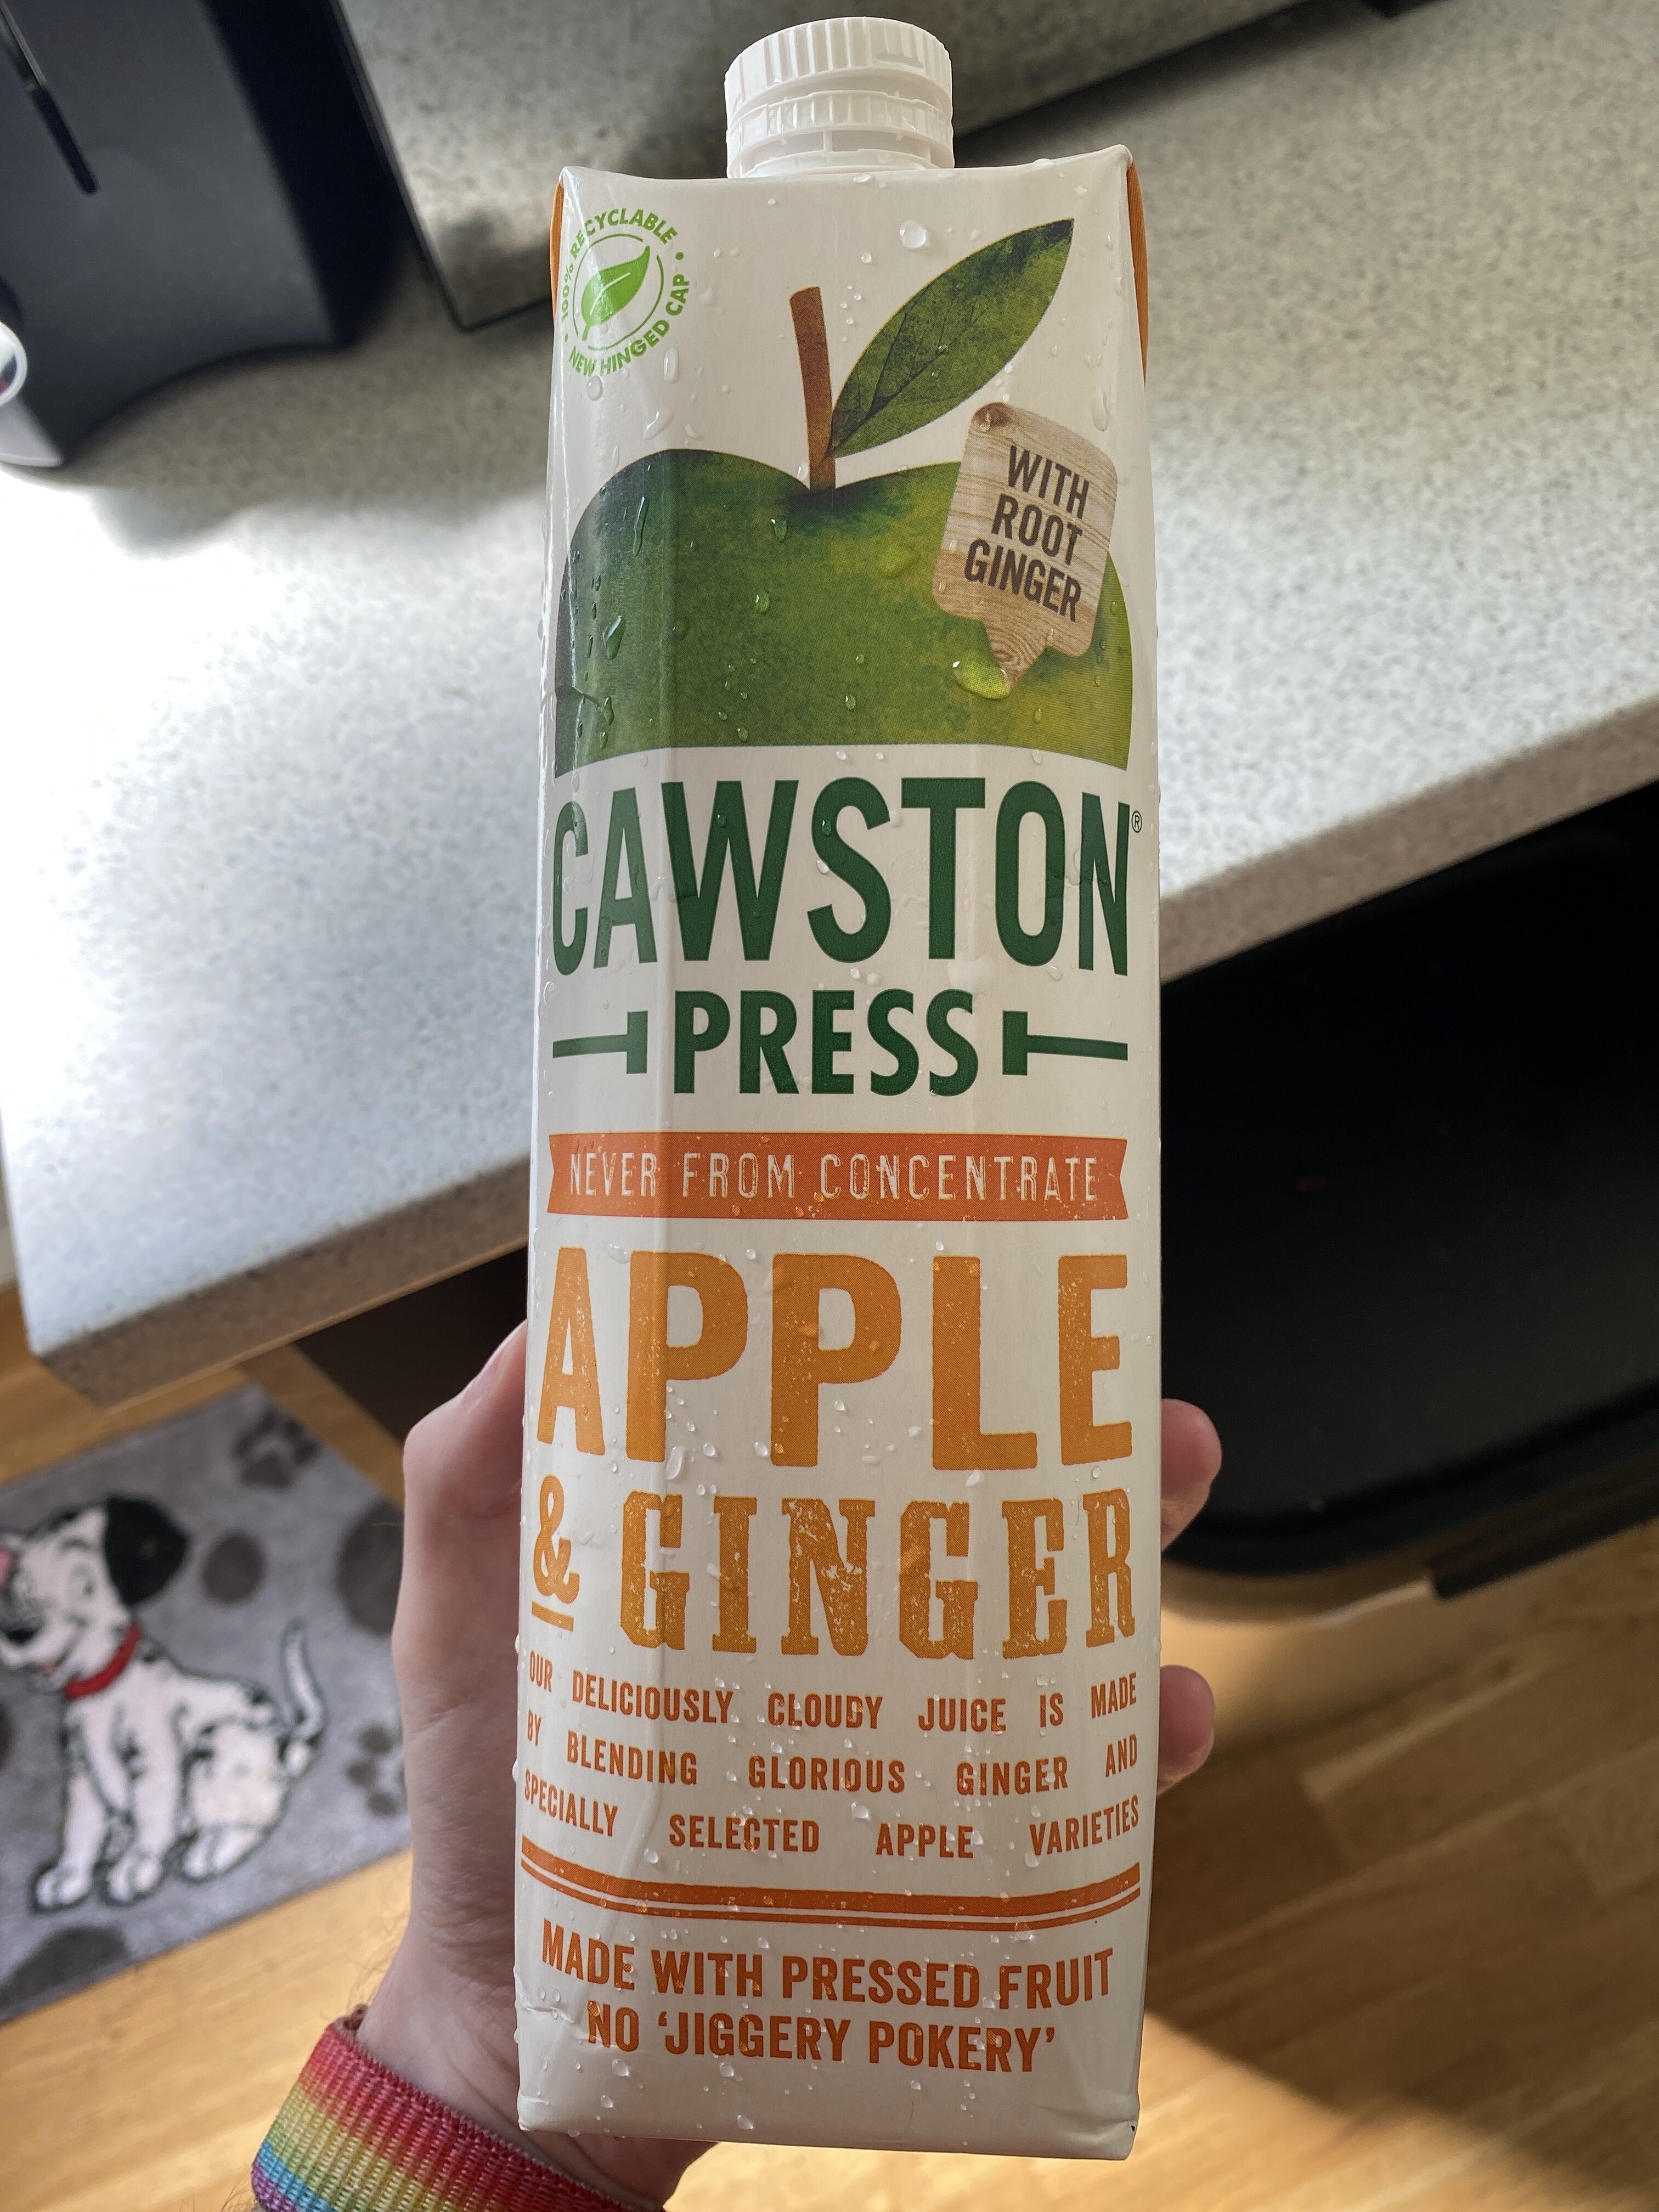 100% RECYCLABLE • NEW HINGED CAP •
WITH
ROOT
GINGER
CAWSTON®
PRESS
NEVER FROM CONCENTRATE
APPLE
& GINGER
OUR DELICIOUSLY CLOUDY JUICE IS MADE
BY BLENDING GLORIOUS GINGER AND
SPECIALLY SELECTED APPLE VARIETIES
MADE WITH PRESSED FRUIT
NO ‘JIGGERY POKERY’